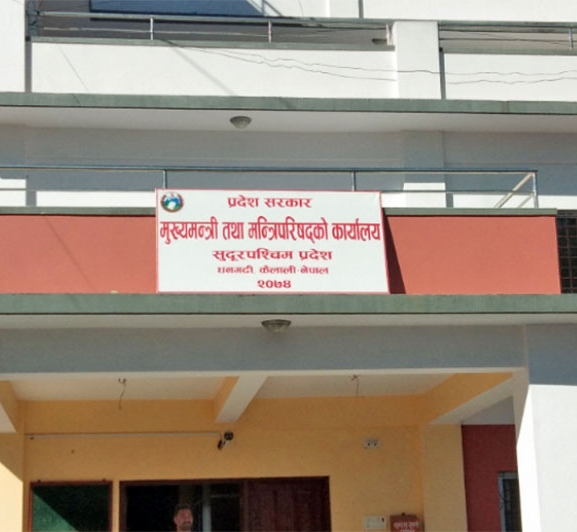 प्रदेश सरकार
मुख्यमन्त्री तथा मन्त्रिपरिषद्को कार्यालय
सुदूरपश्चिम प्रदेश
धनगढी, कैलाली-नेपाल
२०७४